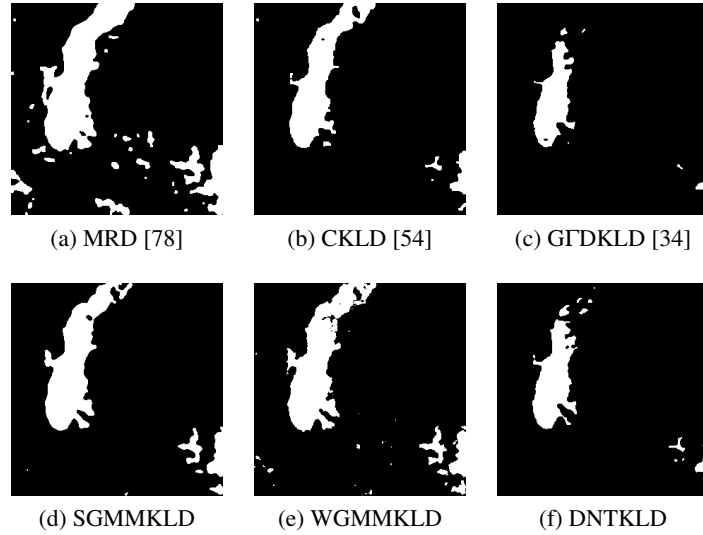 (a) MRD [78]
(b) CKLD [54]
(c) GΓDKLD [34]
(d) SGMMKLD
(e) WGMMKLD
(f) DNTKLD